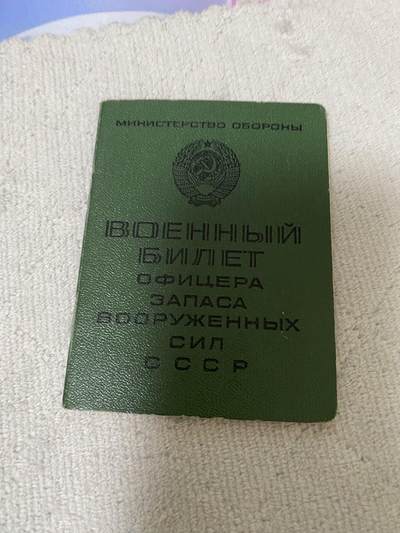 МИНИСТЕРСТВО ОБОРОНЫ
ВОЕННЫЙ
БИЛЕТ
ОФИЦЕРА
ЗАПАСА
ВООРУЖЕННЫХ
СИЛ
СССР